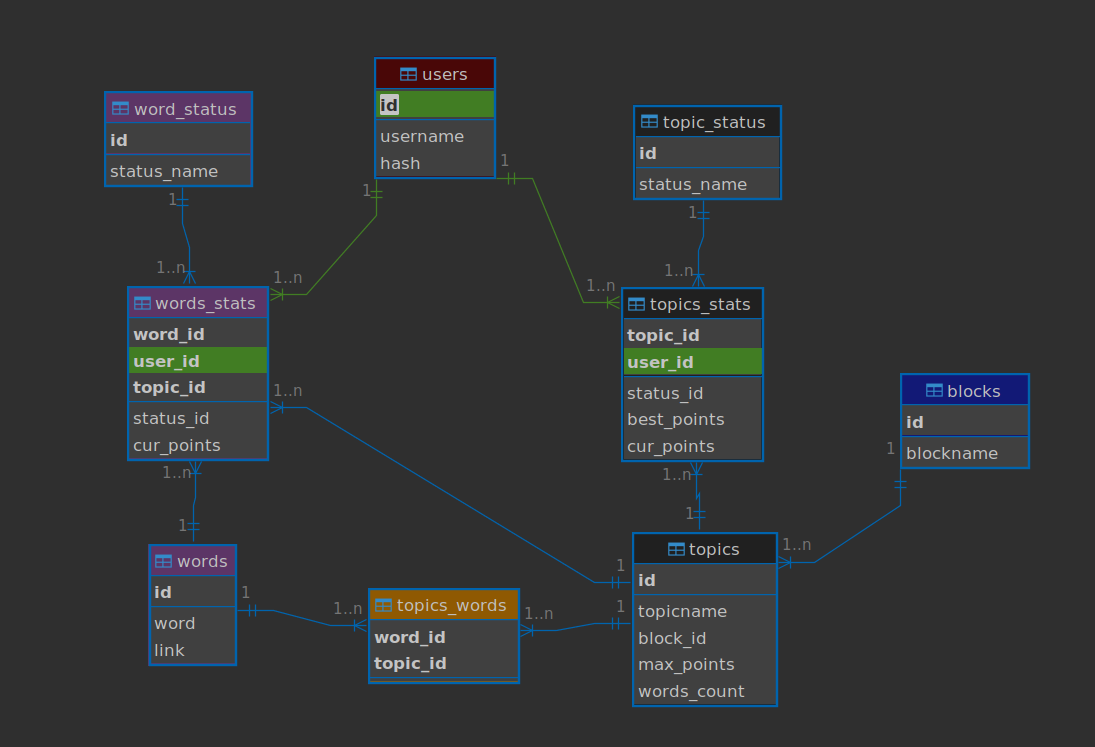 users
id
username
hash
word_status
id
status_name
topic_status
id
status_name
1
1
1
1
1..n
1..n
1..n
1..n
words_stats
word_id
user_id
topic_id
status_id
cur_points
topics_stats
topic_id
user_id
status_id
best_points
cur_points
blocks
id
blockname
1..n
1
1..n
1..n
1
1
1..n
words
id
word
link
topics
id
topicname
block_id
max_points
words_count
1
1
1..n
1..n
1
topics_words
word_id
topic_id